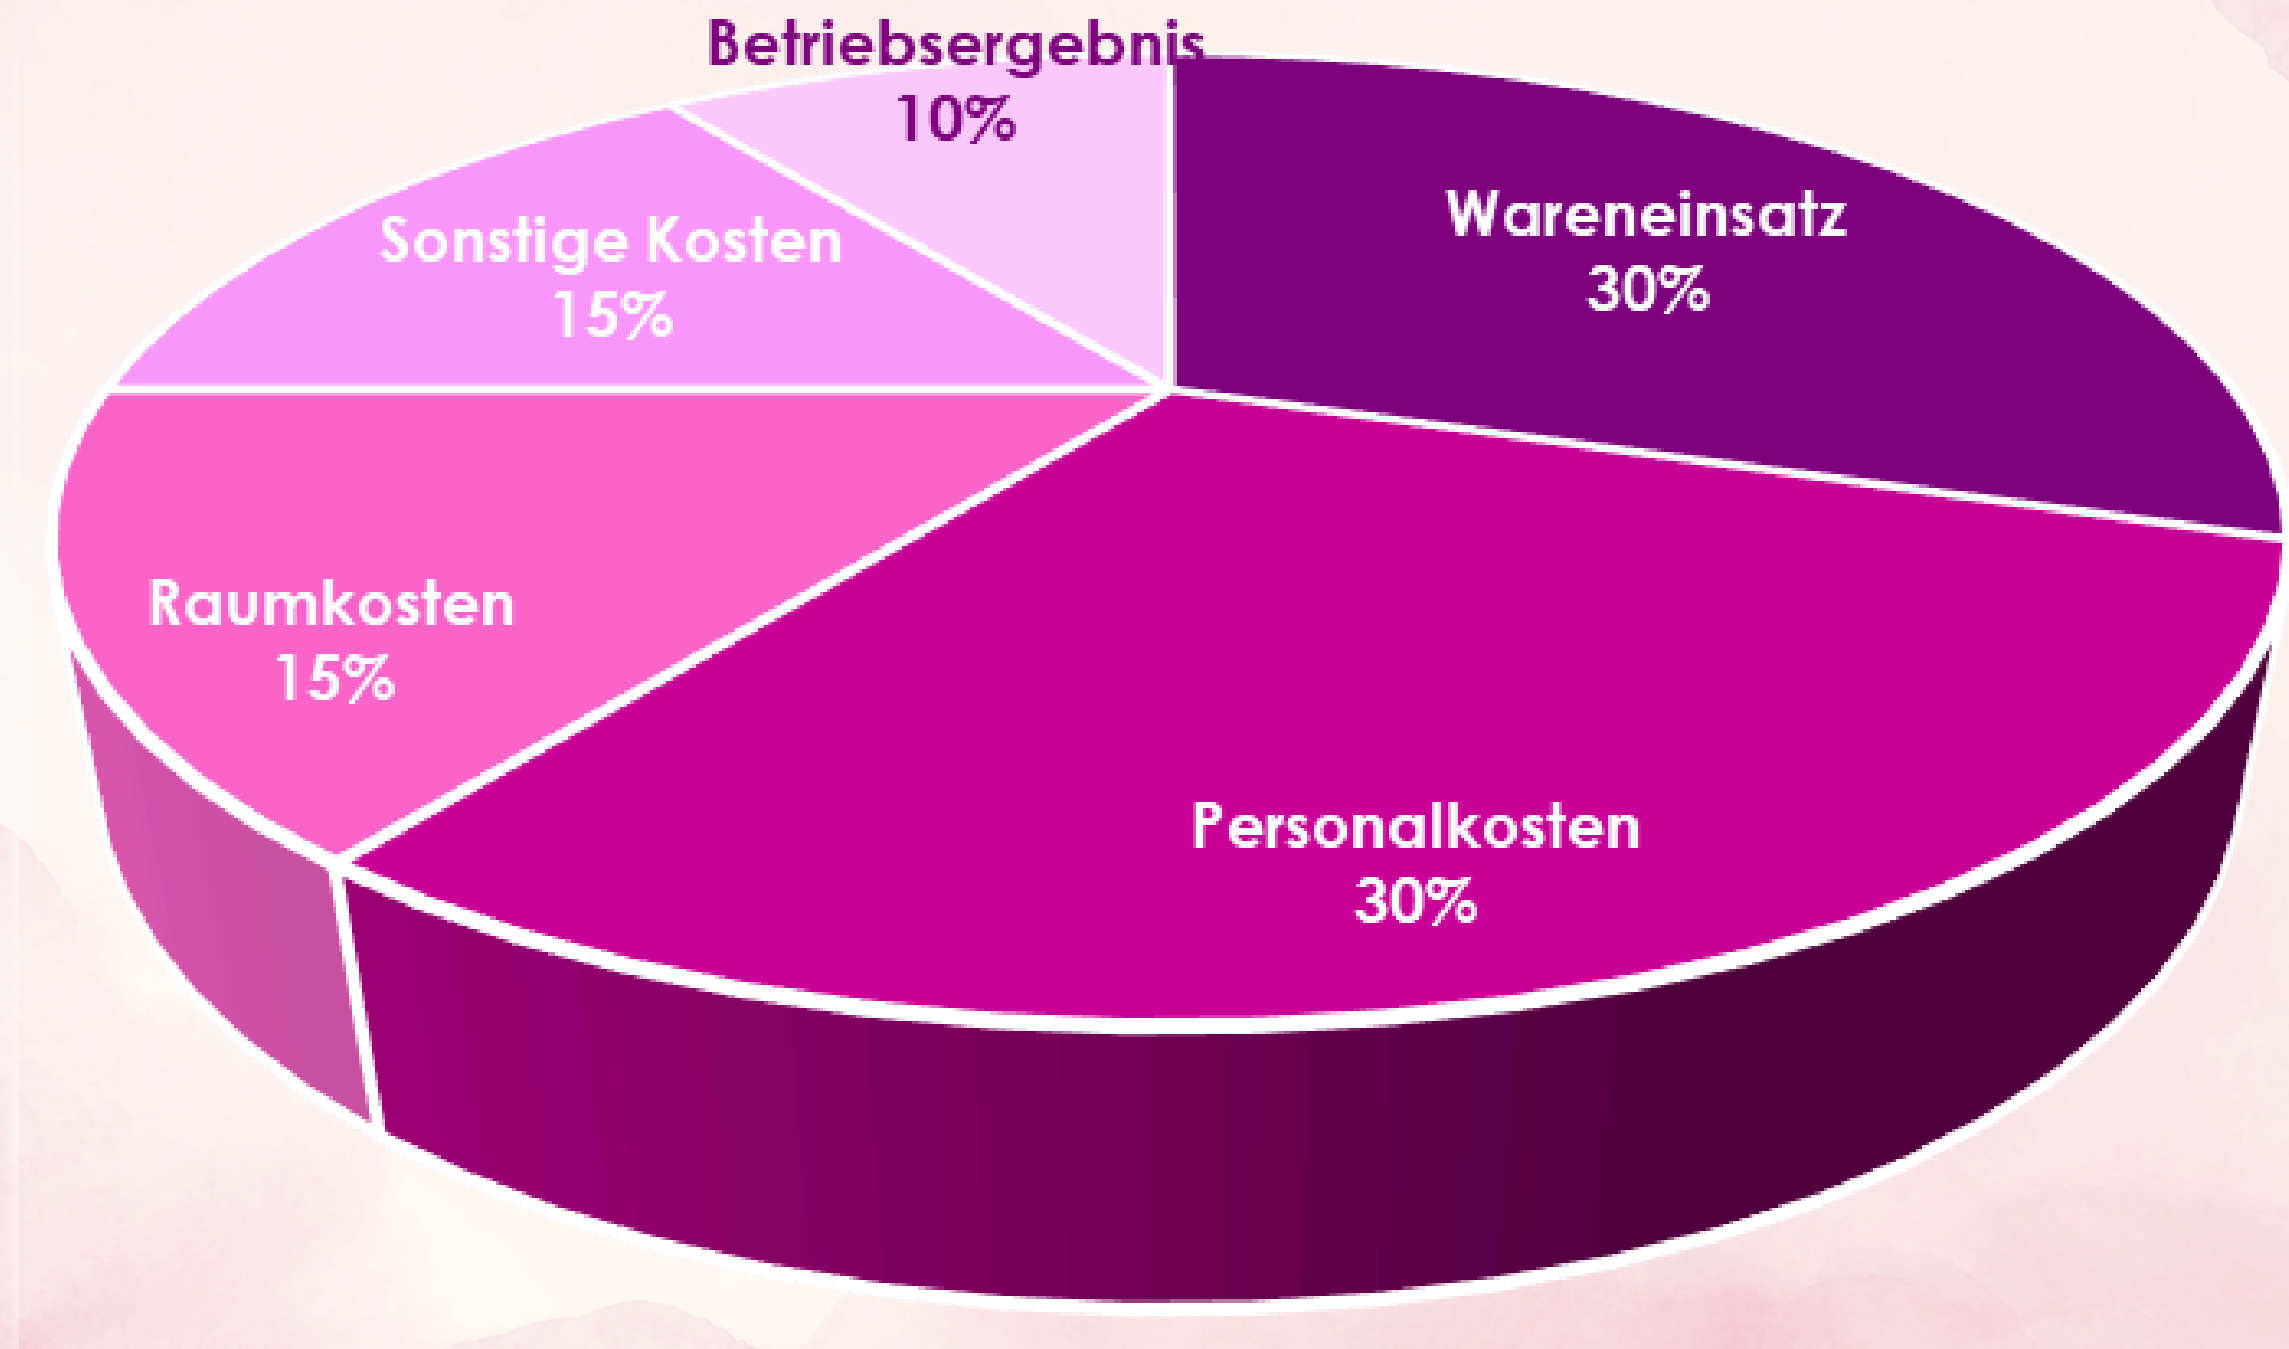 Betriebsergebnis
10%
Wareneinsatz
30%
Sonstige Kosten
15%
Raumkosten
15%
Personalkosten
30%